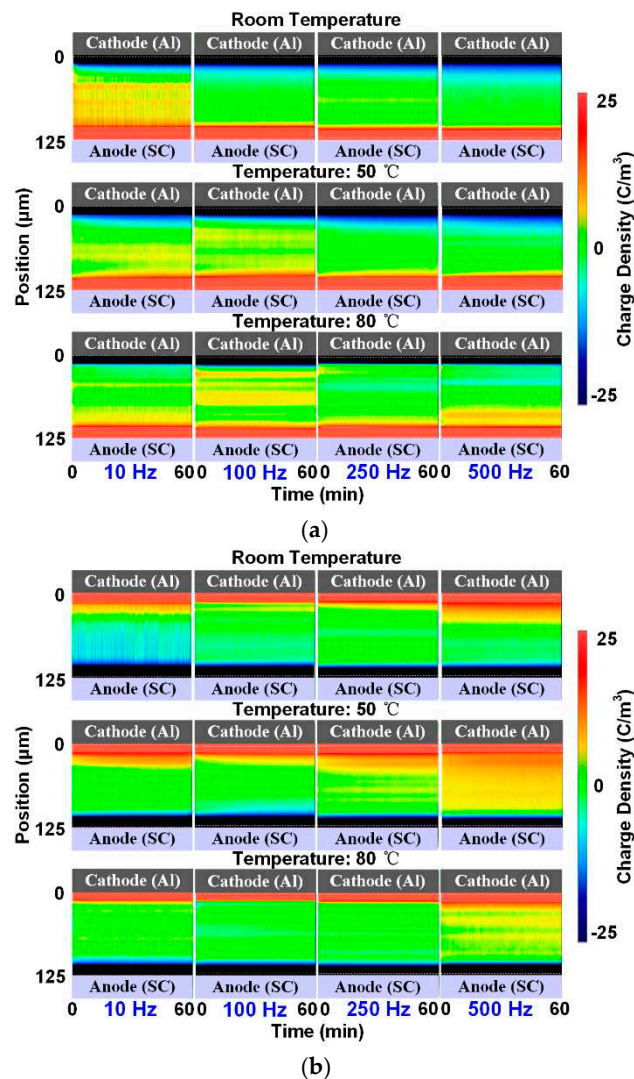 Room Temperature
Cathode (Al) Cathode (Al) Cathode (Al) Cathode (Al)
0
125
Anode (SC) Anode (SC) Anode (SC) Anode (SC)
Temperature: 50 ℃
Cathode (Al) Cathode (Al) Cathode (Al) Cathode (Al)
0
125
Anode (SC) Anode (SC) Anode (SC) Anode (SC)
Temperature: 80 ℃
Cathode (Al) Cathode (Al) Cathode (Al) Cathode (Al)
0
125
Anode (SC) Anode (SC) Anode (SC) Anode (SC)
0 10 Hz 60 0 100 Hz 60 0 250 Hz 60 0 500 Hz 60
Time (min)
Position (μm)
25
0
-25
Charge Density (C/m³)
(a)
Room Temperature
Cathode (Al) Cathode (Al) Cathode (Al) Cathode (Al)
0
125
Anode (SC) Anode (SC) Anode (SC) Anode (SC)
Temperature: 50 ℃
Cathode (Al) Cathode (Al) Cathode (Al) Cathode (Al)
0
125
Anode (SC) Anode (SC) Anode (SC) Anode (SC)
Temperature: 80 ℃
Cathode (Al) Cathode (Al) Cathode (Al) Cathode (Al)
0
125
Anode (SC) Anode (SC) Anode (SC) Anode (SC)
0 10 Hz 60 0 100 Hz 60 0 250 Hz 60 0 500 Hz 60
Time (min)
Position (μm)
25
0
-25
Charge Density (C/m³)
(b)